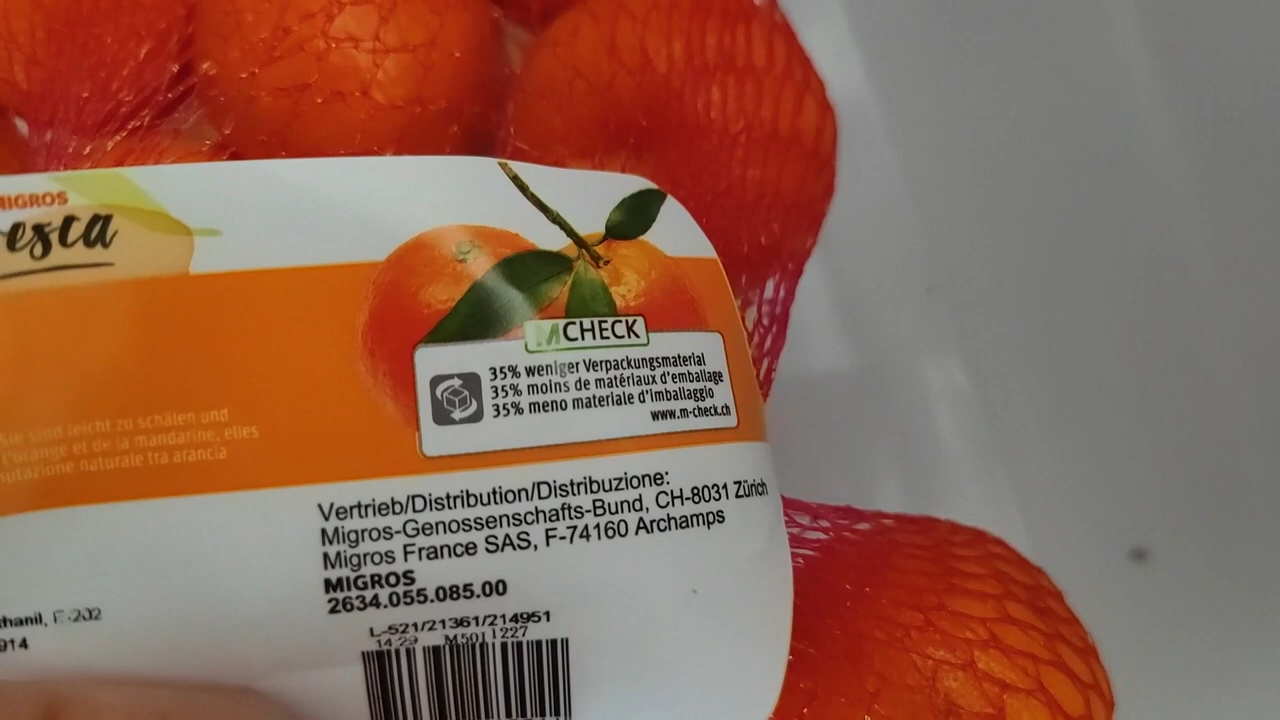 MIGROS
esca
MCHECK
35% weniger Verpackungsmaterial
35% moins de matériaux d'emballage
35% meno materiale d'imballaggio
www.m-check.ch
Sie sind leicht zu schälen und
l'orange et de la mandarine, elles
mutazione naturale tra arancia
Vertrieb/Distribution/Distribuzione:
Migros-Genossenschafts-Bund, CH-8031 Zürich
Migros France SAS, F-74160 Archamps
MIGROS
2634.055.085.00
L-521/21361/214951
14:29 M5011227
thanil, E-202
914